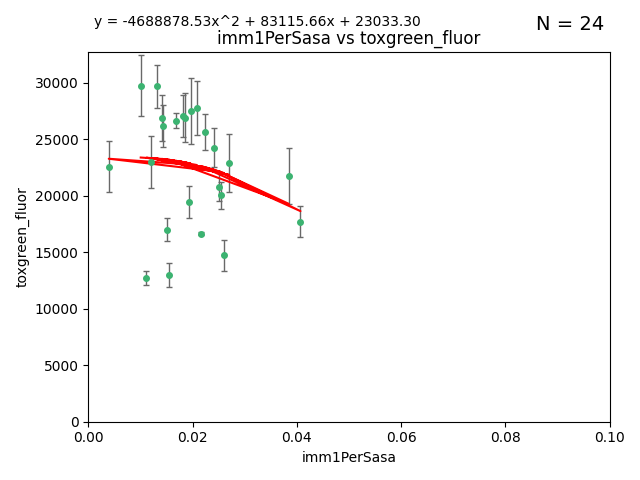 y = -4688878.53x^2 + 83115.66x + 23033.30
N = 24
imm1PerSasa vs toxgreen_fluor
30000
25000
20000
15000
10000
5000
0
toxgreen_fluor
0.00
0.02
0.04
0.06
0.08
0.10
imm1PerSasa